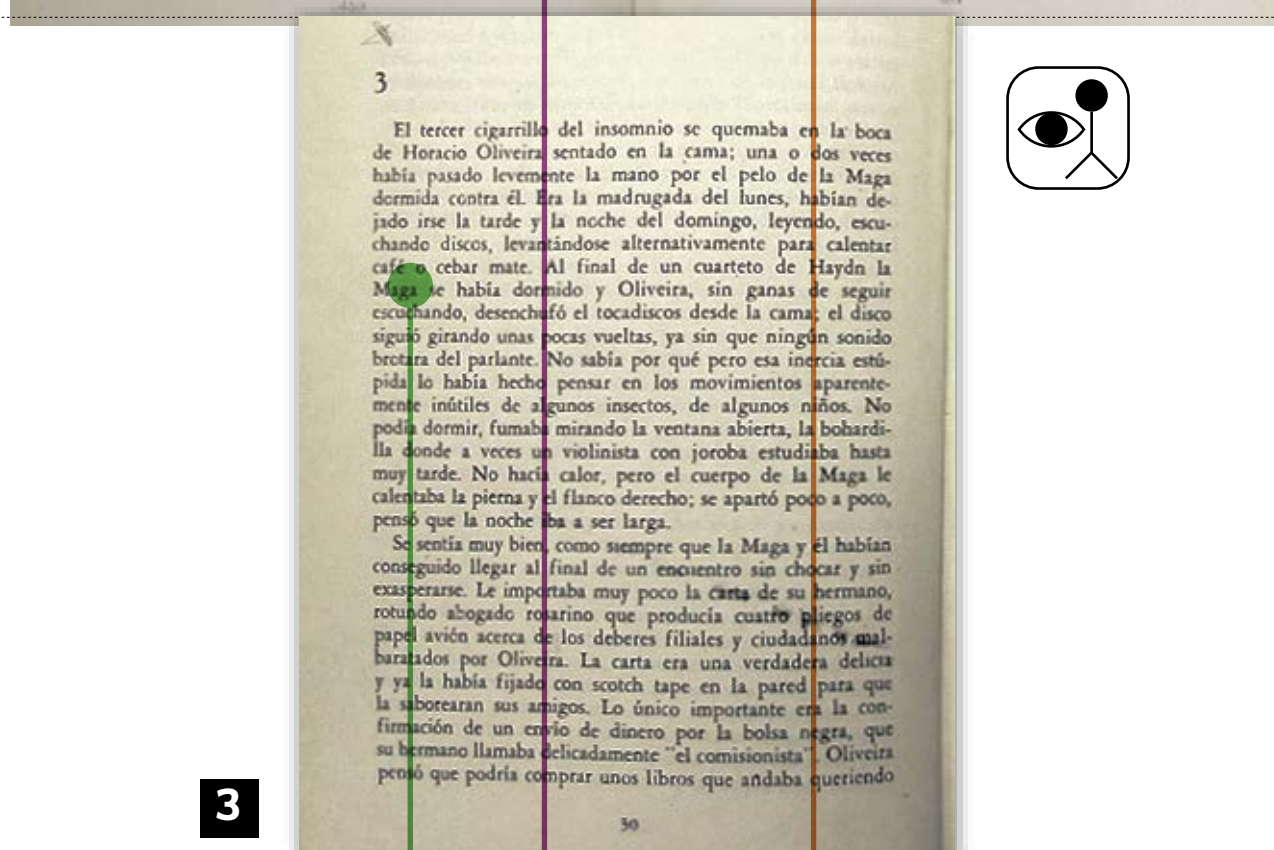 3
El tercer cigarrillo del insomnio se quemaba en la boca
de Horacio Oliveira sentado en la cama; una o dos veces
había pasado levemente la mano por el pelo de la Maga
dormida contra él. Era la madrugada del lunes, habían de-
jado irse la tarde y la noche del domingo, leyendo, escu-
chando discos, levantándose alternativamente para calentar
café o cebar mate. Al final de un cuarteto de Haydn la
Maga se había dormido y Oliveira, sin ganas de seguir
escuchando, desenchufó el tocadiscos desde la cama; el disco
siguió girando unas pocas vueltas, ya sin que ningún sonido
brotara del parlante. No sabía por qué pero esa inercia estú-
pida lo había hecho pensar en los movimientos aparente-
mente inútiles de algunos insectos, de algunos niños. No
podía dormir, fumaba mirando la ventana abierta, la bohardi-
lla donde a veces un violinista con joroba estudiaba hasta
muy tarde. No hacía calor, pero el cuerpo de la Maga le
calentaba la pierna y el flanco derecho; se apartó poco a poco,
pensó que la noche iba a ser larga.
Se sentía muy bien, como siempre que la Maga y él habían
conseguido llegar al final de un encuentro sin chocar y sin
exasperarse. Le importaba muy poco la carta de su hermano,
rotundo abogado rosarino que producía cuatro pliegos de
papel avión acerca de los deberes filiales y ciudadanos mal-
baratados por Oliveira. La carta era una verdadera delicia
y ya la había fijado con scotch tape en la pared para que
la saborearan sus amigos. Lo único importante era la con-
firmación de un envío de dinero por la bolsa negra, que
su hermano llamaba delicadamente "el comisionista". Oliveira
pensó que podría comprar unos libros que andaba queriendo
30
3